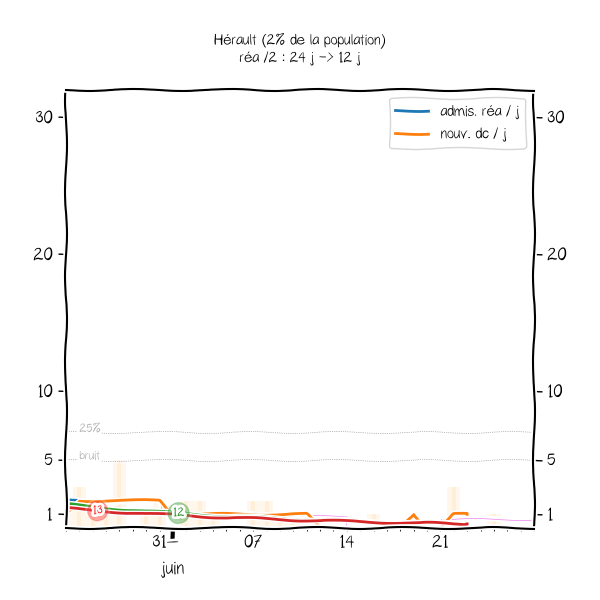 Hérault (2% de la population)
réa /2 : 24 j -> 12 j
admis. réa / j
nouv. dc / j
30
30
20
20
10
10
25%
5
bruit
5
13
12
1
1
31
07
14
21
juin